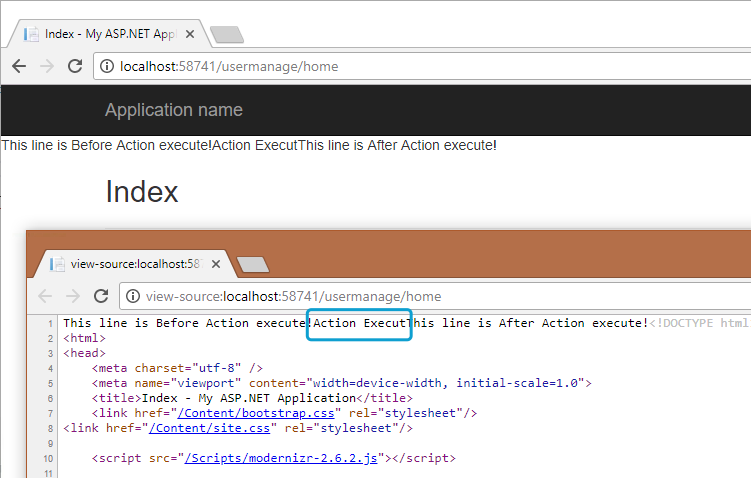 Index - My ASP.NET Appl
localhost:58741/usermanage/home
Application name
This line is Before Action execute!Action ExecutThis line is After Action execute!
Index
view-source:localhost:587
view-source:localhost:58741/usermanage/home
1 This line is Before Action execute!Action ExecutThis line is After Action execute!<!DOCTYPE html
2 <html>
3 <head>
4 <meta charset="utf-8" />
5 <meta name="viewport" content="width=device-width, initial-scale=1.0">
6 <title>Index - My ASP.NET Application</title>
7 <link href="/Content/bootstrap.css" rel="stylesheet"/>
8 <link href="/Content/site.css" rel="stylesheet"/>
9
10 <script src="/Scripts/modernizr-2.6.2.js"></script>
11